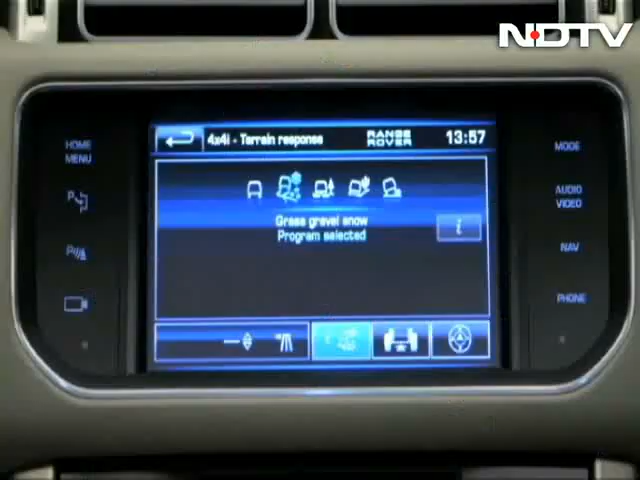 NDTV
HOME
MENU
P
P
4x4i - Terrain response
RANGE
ROVER
13:57
Grass gravel snow
Program selected
i
MODE
AUDIO
VIDEO
NAV
PHONE